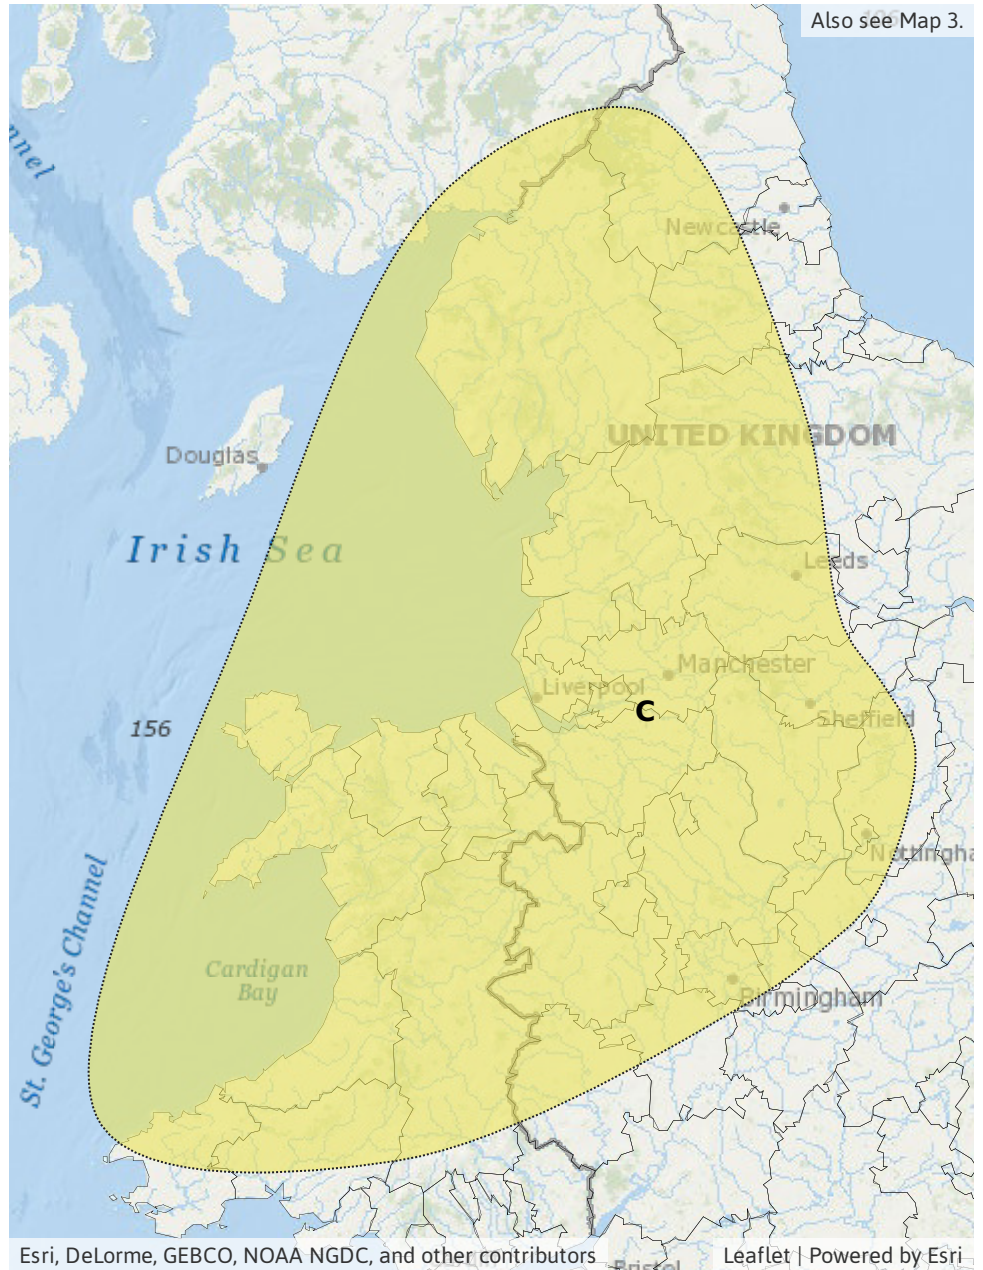 Also see Map 3.
nnel
Newcastle
UNITED KINGDOM
Douglas
Irish Sea
Leeds
Manchester
Liverpool
C
Sheffield
156
Nottingha
St. George's Channel
Cardigan
Bay
Birmingham
Esri, DeLorme, GEBCO, NOAA NGDC, and other contributors
Leaflet | Powered by Esri
Bristol